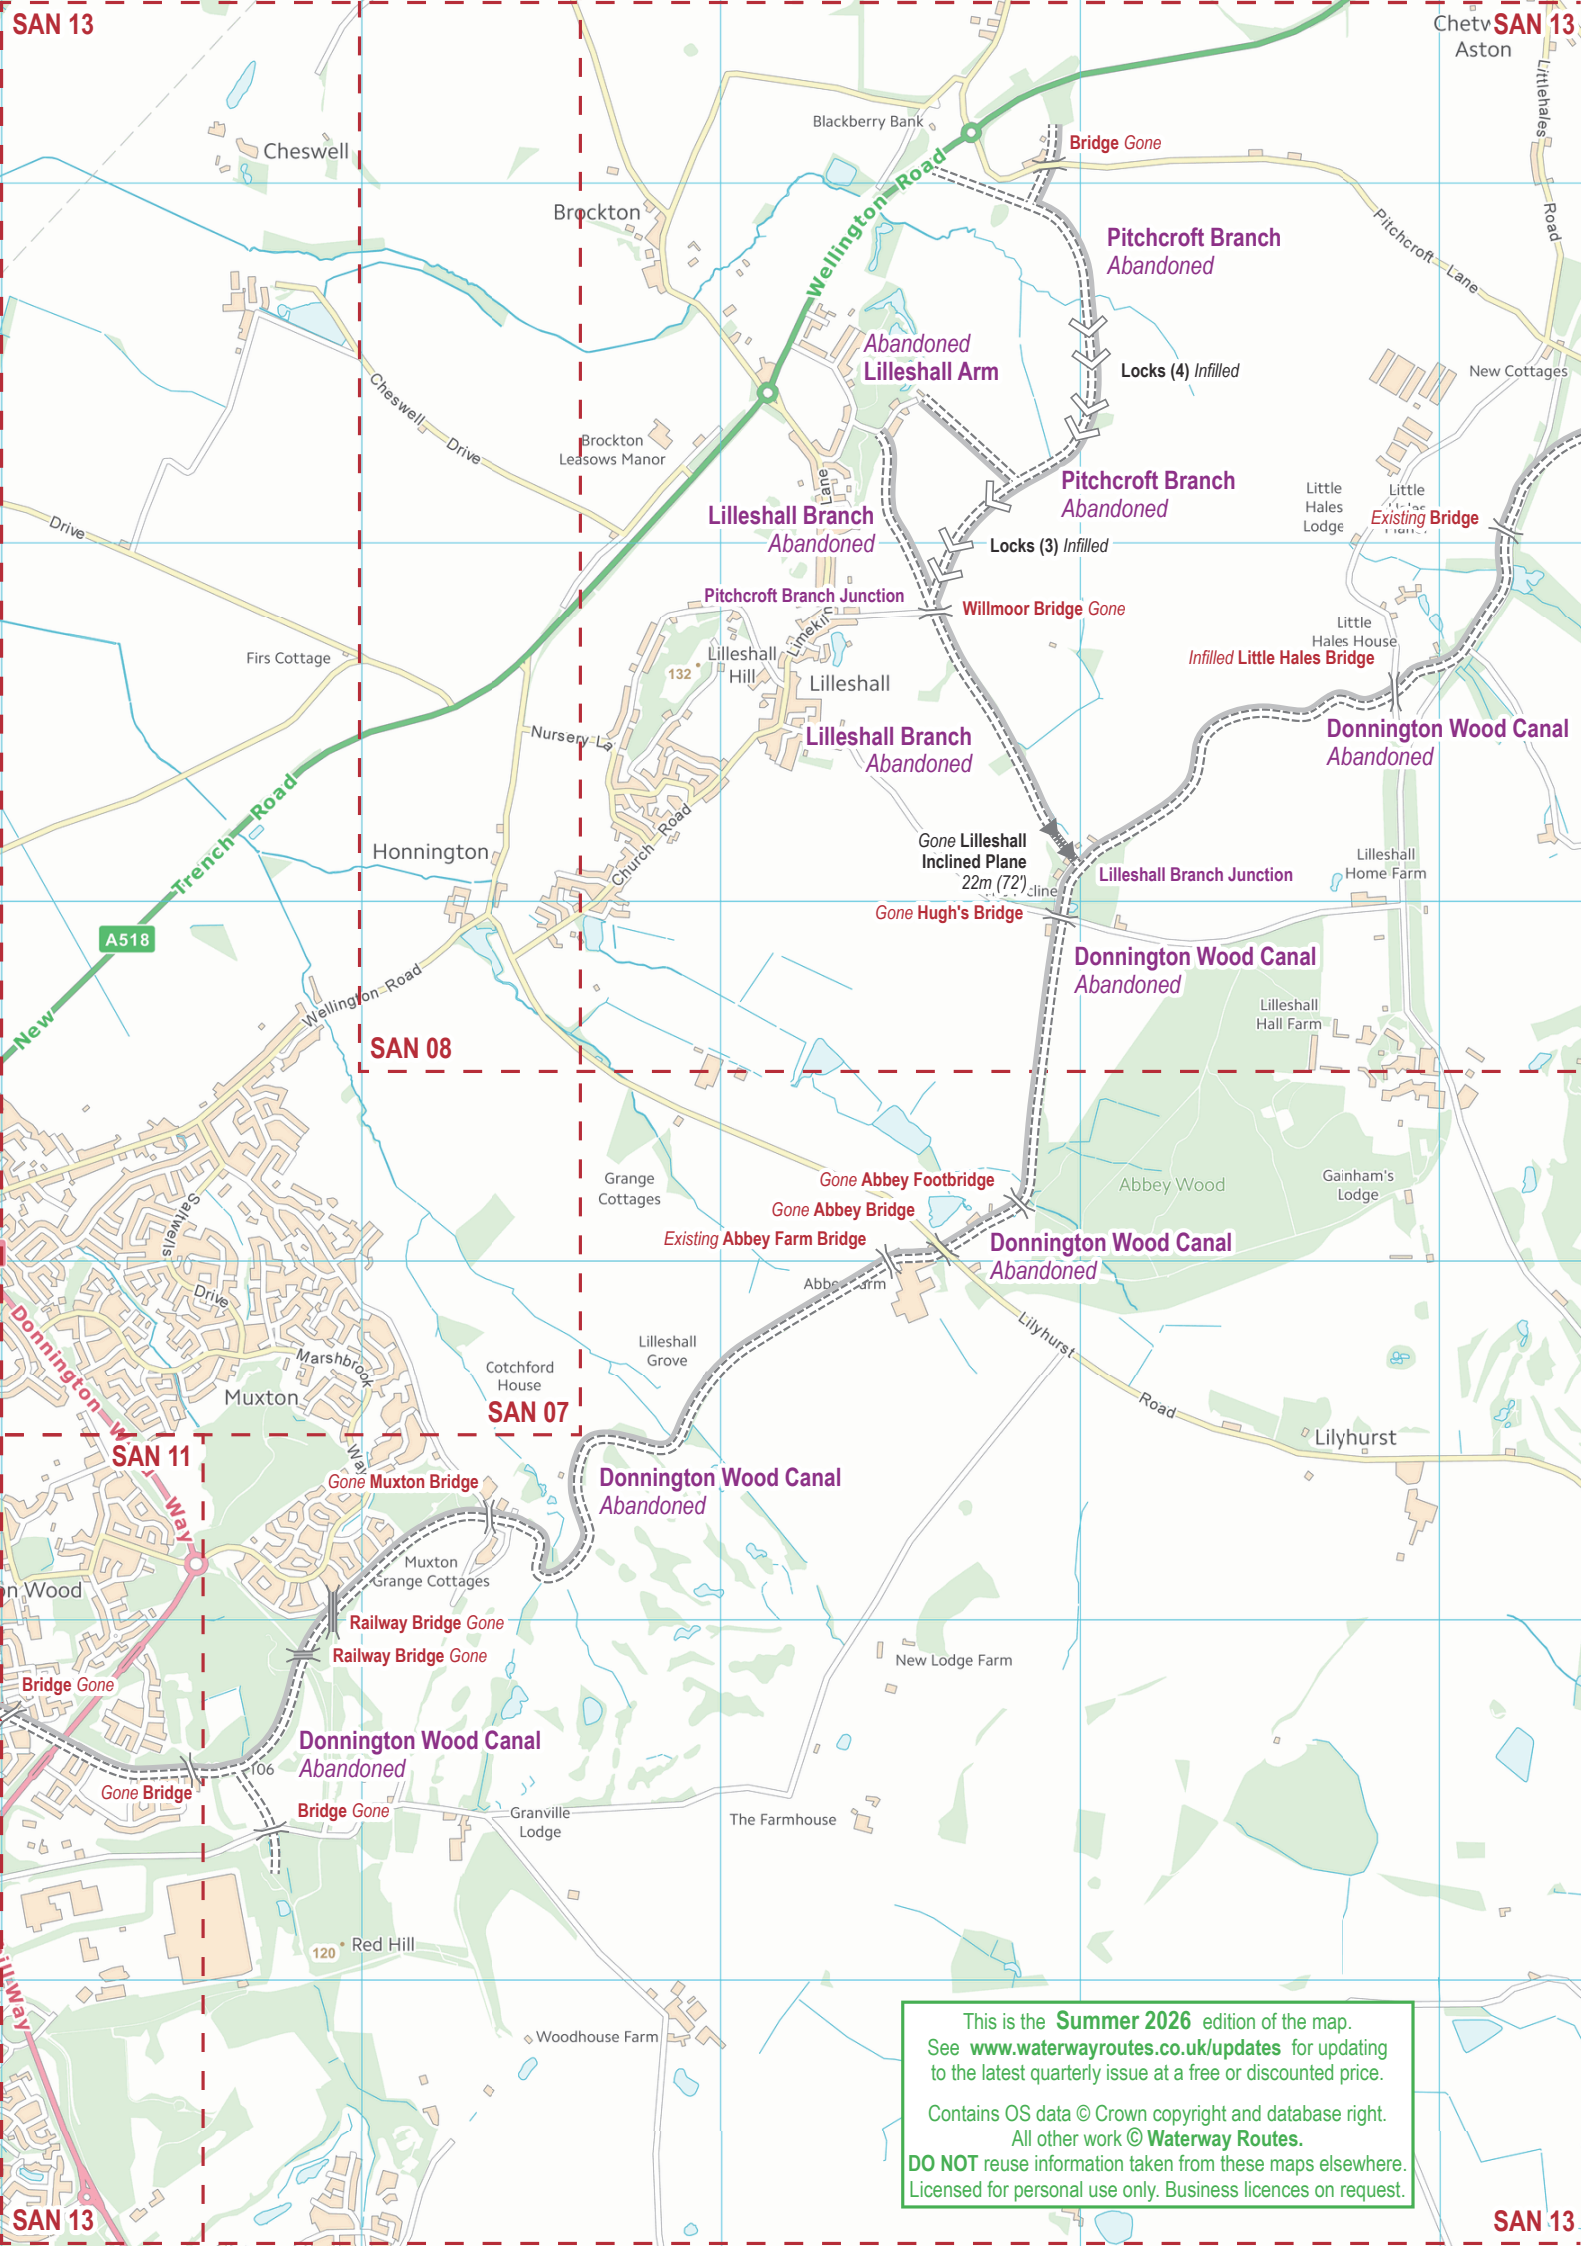 SAN 13
Chetw
SAN 13
Aston
Littlehales
Road
Blackberry Bank
Bridge Gone
Cheswell
Wellington Road
Brockton
Pitchcroft Branch
Abandoned
Pitchcroft Lane
Abandoned
Lilleshall Arm
Locks (4) Infilled
New Cottages
Cheswell Drive
Brockton
Leasows Manor
Lane
Pitchcroft Branch
Abandoned
Little
Hales
Lodge
Little
Existing Bridge
Drive
Lilleshall Branch
Abandoned
Locks (3) Infilled
Pitchcroft Branch Junction
Willmoor Bridge Gone
Limekiln
Little
Hales House
Firs Cottage
132
Lilleshall
Hill
Lilleshall
Infilled Little Hales Bridge
Nursery La
Lilleshall Branch
Abandoned
Donnington Wood Canal
Abandoned
New Trench Road
A518
Honnington
Church Road
Gone Lilleshall
Inclined Plane
22m (72')
cline
Lilleshall Branch Junction
Lilleshall
Home Farm
Gone Hugh's Bridge
Donnington Wood Canal
Abandoned
Wellington Road
Lilleshall
Hall Farm
SAN 08
Grange
Cottages
Gone Abbey Footbridge
Abbey Wood
Gainham's
Lodge
Gone Abbey Bridge
Existing Abbey Farm Bridge
Donnington Wood Canal
Abandoned
Saltwells
Drive
Abbe
arm
Lilyhurst
Road
Donnington W
Way
Marshbrook
Way
Lilleshall
Grove
Cotchford
House
Muxton
SAN 07
Lilyhurst
SAN 11
Gone Muxton Bridge
Donnington Wood Canal
Abandoned
n Wood
Muxton
Grange Cottages
Railway Bridge Gone
Railway Bridge Gone
New Lodge Farm
Bridge Gone
Donnington Wood Canal
Abandoned
106
Gone Bridge
Bridge Gone
Granville
Lodge
The Farmhouse
120
Red Hill
Way
Woodhouse Farm
This is the Summer 2026 edition of the map.
See www.waterwayroutes.co.uk/updates for updating
to the latest quarterly issue at a free or discounted price.
Contains OS data © Crown copyright and database right.
All other work © Waterway Routes.
DO NOT reuse information taken from these maps elsewhere.
Licensed for personal use only. Business licences on request.
SAN 13
SAN 13